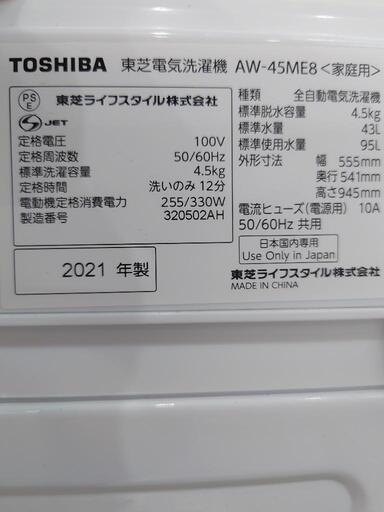 TOSHIBA 東芝電気洗濯機 AW-45ME8<家庭用>
PSE 東芝ライフスタイル株式会社
S JET
定格電圧 100V
定格周波数 50/60Hz
標準洗濯容量 4.5kg
定格時間 洗いのみ 12分
電動機定格消費電力 255/330W
製造番号 320502AH
2021 年製
種類 全自動電気洗濯機
標準脱水容量 4.5kg
標準水量 43L
標準使用水量 95L
外形寸法 幅 555mm
奥行 541mm
高さ 945mm
電流ヒューズ(電源用) 10A
50/60Hz 共用
日本国内専用
Use Only in Japan
東芝ライフスタイル株式会社
MADE IN CHINA